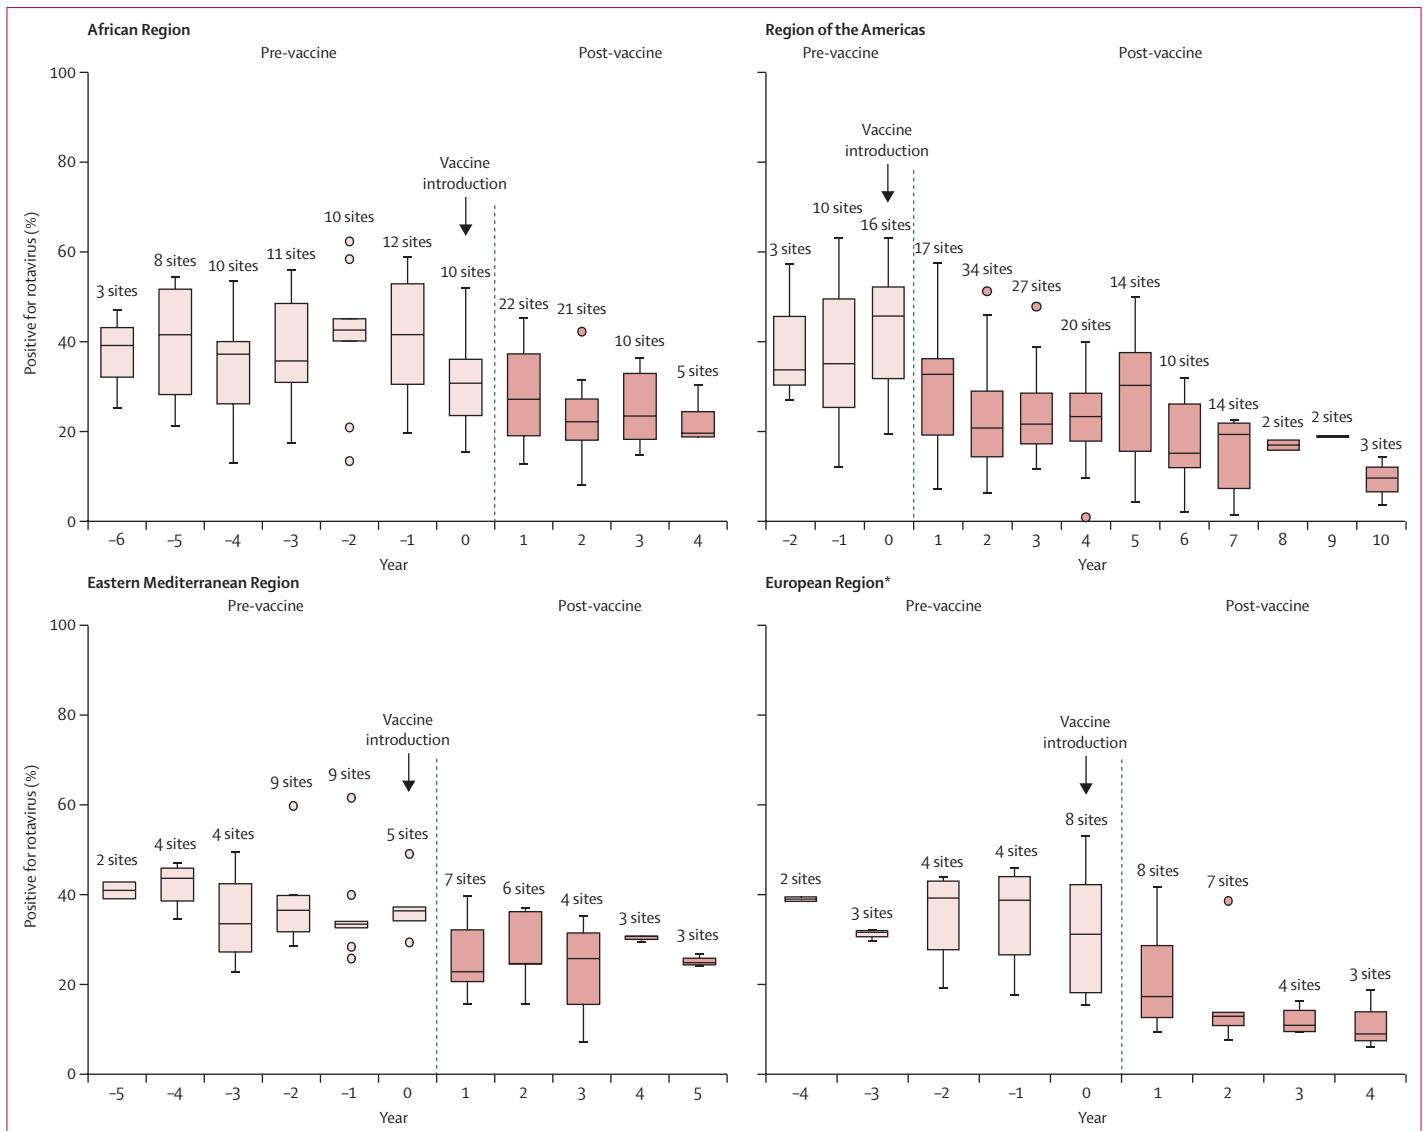 African Region
Pre-vaccine Post-vaccine
Positive for rotavirus (%)
100
80
60
40
20
0
Vaccine
introduction
3 sites
8 sites
10 sites
11 sites
10 sites
12 sites
10 sites
22 sites
21 sites
10 sites
5 sites
–6 –5 –4 –3 –2 –1 0 1 2 3 4
Year
Region of the Americas
Pre-vaccine Post-vaccine
Vaccine
introduction
3 sites
10 sites
16 sites
17 sites
34 sites
27 sites
20 sites
14 sites
10 sites
14 sites
2 sites
2 sites
3 sites
–2 –1 0 1 2 3 4 5 6 7 8 9 10
Year
Eastern Mediterranean Region
Pre-vaccine Post-vaccine
Positive for rotavirus (%)
100
80
60
40
20
0
Vaccine
introduction
2 sites
4 sites
4 sites
9 sites
9 sites
5 sites
7 sites
6 sites
4 sites
3 sites
3 sites
–5 –4 –3 –2 –1 0 1 2 3 4 5
Year
European Region*
Pre-vaccine Post-vaccine
Vaccine
introduction
2 sites
3 sites
4 sites
4 sites
8 sites
8 sites
7 sites
4 sites
3 sites
–4 –3 –2 –1 0 1 2 3 4
Year